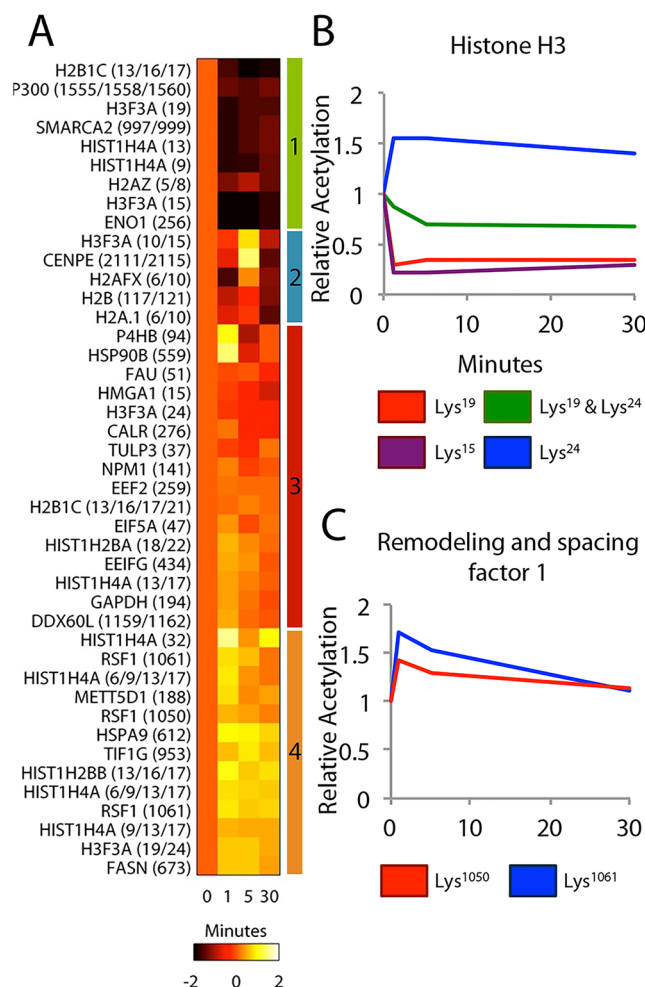 A
H2B1C (13/16/17)
P300 (1555/1558/1560)
H3F3A (19)
SMARCA2 (997/999)
HIST1H4A (13)
HIST1H4A (9)
H2AZ (5/8)
H3F3A (15)
ENO1 (256)
H3F3A (10/15)
CENPE (2111/2115)
H2AFX (6/10)
H2B (117/121)
H2A.1 (6/10)
P4HB (94)
HSP90B (559)
FAU (51)
HMGA1 (15)
H3F3A (24)
CALR (276)
TULP3 (37)
NPM1 (141)
EEF2 (259)
H2B1C (13/16/17/21)
EIF5A (47)
HIST1H2BA (18/22)
EEIFG (434)
HIST1H4A (13/17)
GAPDH (194)
DDX60L (1159/1162)
HIST1H4A (32)
RSF1 (1061)
HIST1H4A (6/9/13/17)
METT5D1 (188)
RSF1 (1050)
HSPA9 (612)
TIF1G (953)
HIST1H2BB (13/16/17)
HIST1H4A (6/9/13/17)
RSF1 (1061)
HIST1H4A (9/13/17)
H3F3A (19/24)
FASN (673)
1
2
3
4
0 1 5 30
Minutes
-2 0 2
B
Histone H3
Relative Acetylation
2
1.5
1
0.5
0
0 10 20 30
Minutes
Lys19 Lys19 & Lys24
Lys15 Lys24
C
Remodeling and spacing
factor 1
Relative Acetylation
2
1.5
1
0.5
0
0 10 20 30
Lys1050 Lys1061